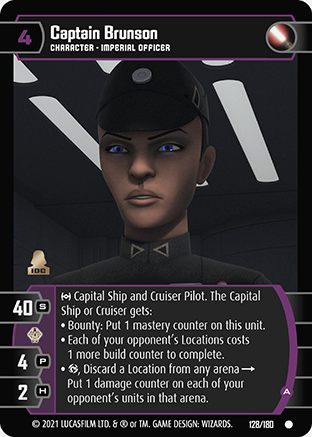 4
Captain Brunson
CHARACTER - IMPERIAL OFFICER
IDC
40 S
4 P
2 H
Capital Ship and Cruiser Pilot. The Capital
Ship or Cruiser gets:
• Bounty: Put 1 mastery counter on this unit.
• Each of your opponent's Locations costs
1 more build counter to complete.
• , Discard a Location from any arena →
Put 1 damage counter on each of your
opponent's units in that arena.
A
© 2021 LUCASFILM LTD. & ® or TM. GAME DESIGN: WIZARDS.
128/180